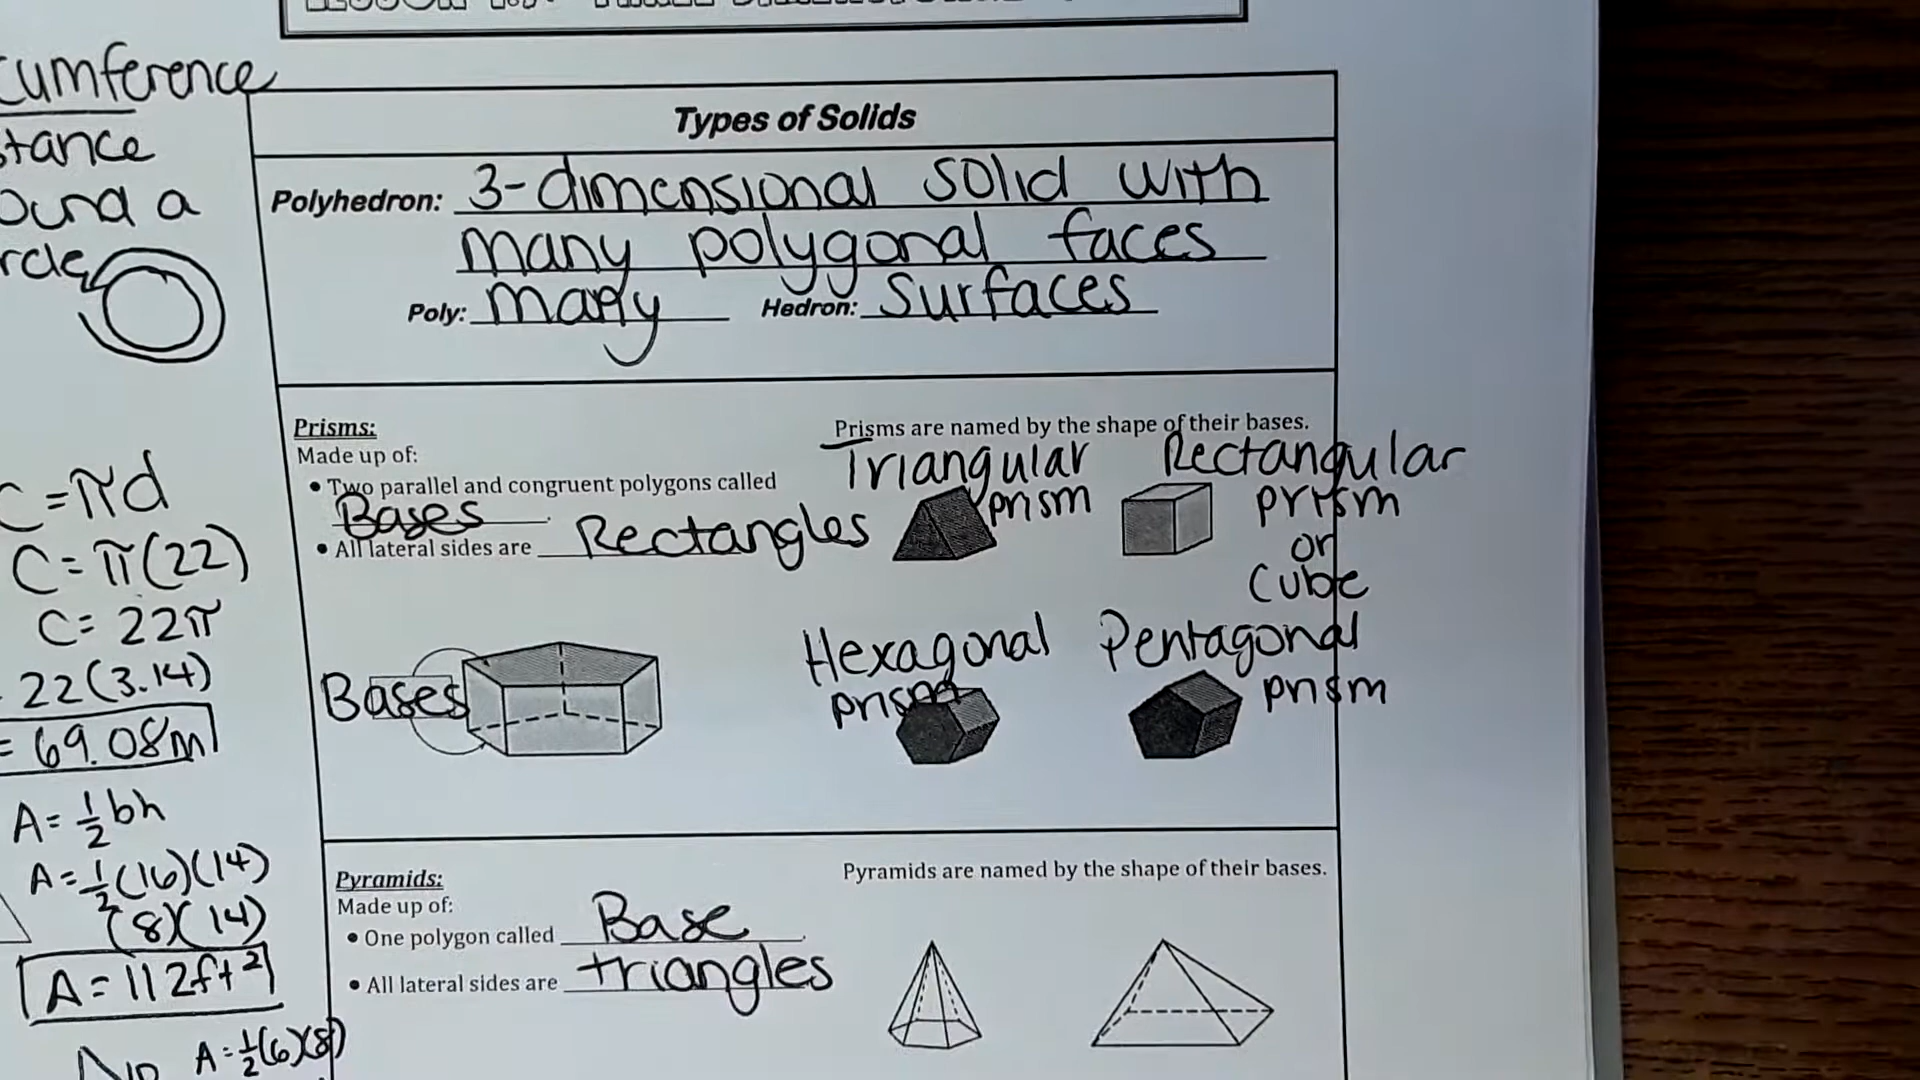 cumference
stance
ound a
rcle
C=πd
C=π(22)
C=22π
22(3.14)
=69.08m
A=½bh
A=½(16)(14)
(8)(14)
A=112ft²
A=½(6)(8)
Types of Solids
Polyhedron: 3-dimensional solid with
many polygonal faces
Poly: many Hedron: surfaces
Prisms:
Made up of:
• Two parallel and congruent polygons called
Bases.
• All lateral sides are Rectangles
Bases
Prisms are named by the shape of their bases.
Triangular
prism
Rectangular
prism
or
Cube
Hexagonal
prism
Pentagonal
prism
Pyramids:
Made up of:
• One polygon called Base.
• All lateral sides are triangles
Pyramids are named by the shape of their bases.